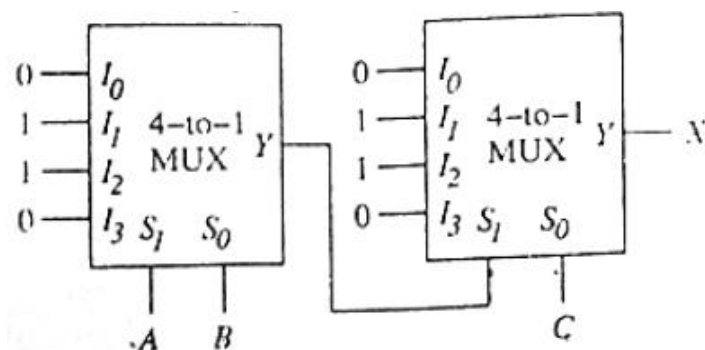 0 I0
1 I1 4-to-1
MUX Y
1 I2
0 I3 S1 S0
A B
0 I0
1 I1 4-to-1
MUX Y X
1 I2
0 I3 S1 S0
C